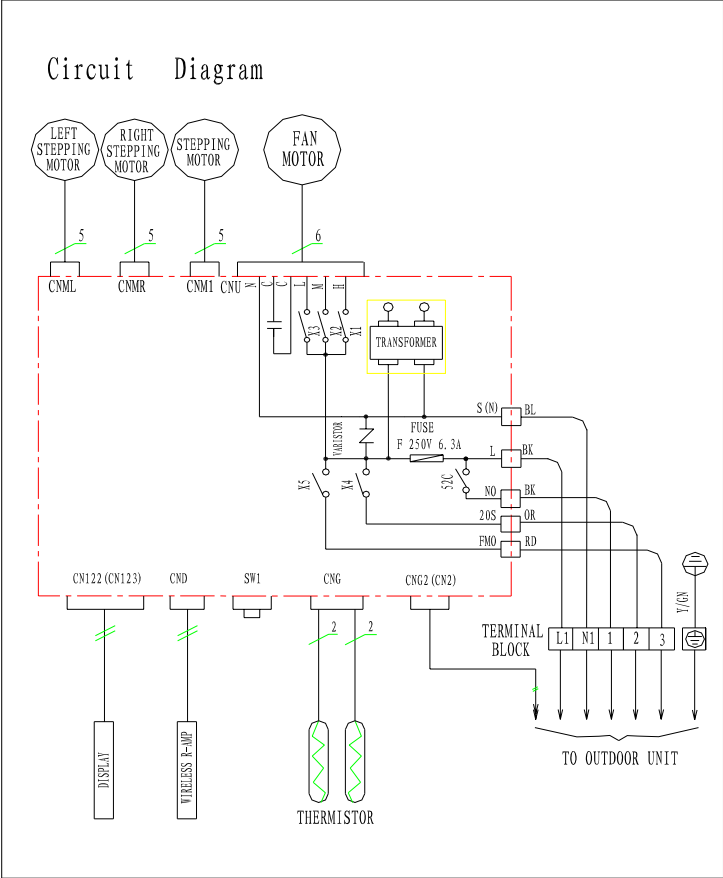 Circuit Diagram
LEFT
STEPPING
MOTOR
RIGHT
STEPPING
MOTOR
STEPPING
MOTOR
FAN
MOTOR
5
5
5
6
CNML
CNMR
CNM1
CNU
N
C
C
L
M
H
X3
X2
X1
TRANSFORMER
S(N)
BL
VARISTOR
FUSE
F 250V 6.3A
L
BK
X5
X4
52C
NO
BK
20S
OR
FMO
RD
CN122(CN123)
CND
SW1
CNG
CNG2(CN2)
Y/GN
2
2
TERMINAL
BLOCK
L1
N1
1
2
3
DISPLAY
WIRELESS R-AMP
THERMISTOR
TO OUTDOOR UNIT